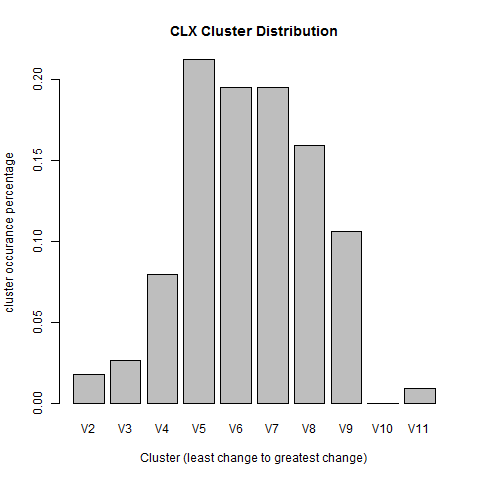 CLX Cluster Distribution
cluster occurance percentage
0.20
0.15
0.10
0.05
0.00
V2 V3 V4 V5 V6 V7 V8 V9 V10 V11
Cluster (least change to greatest change)